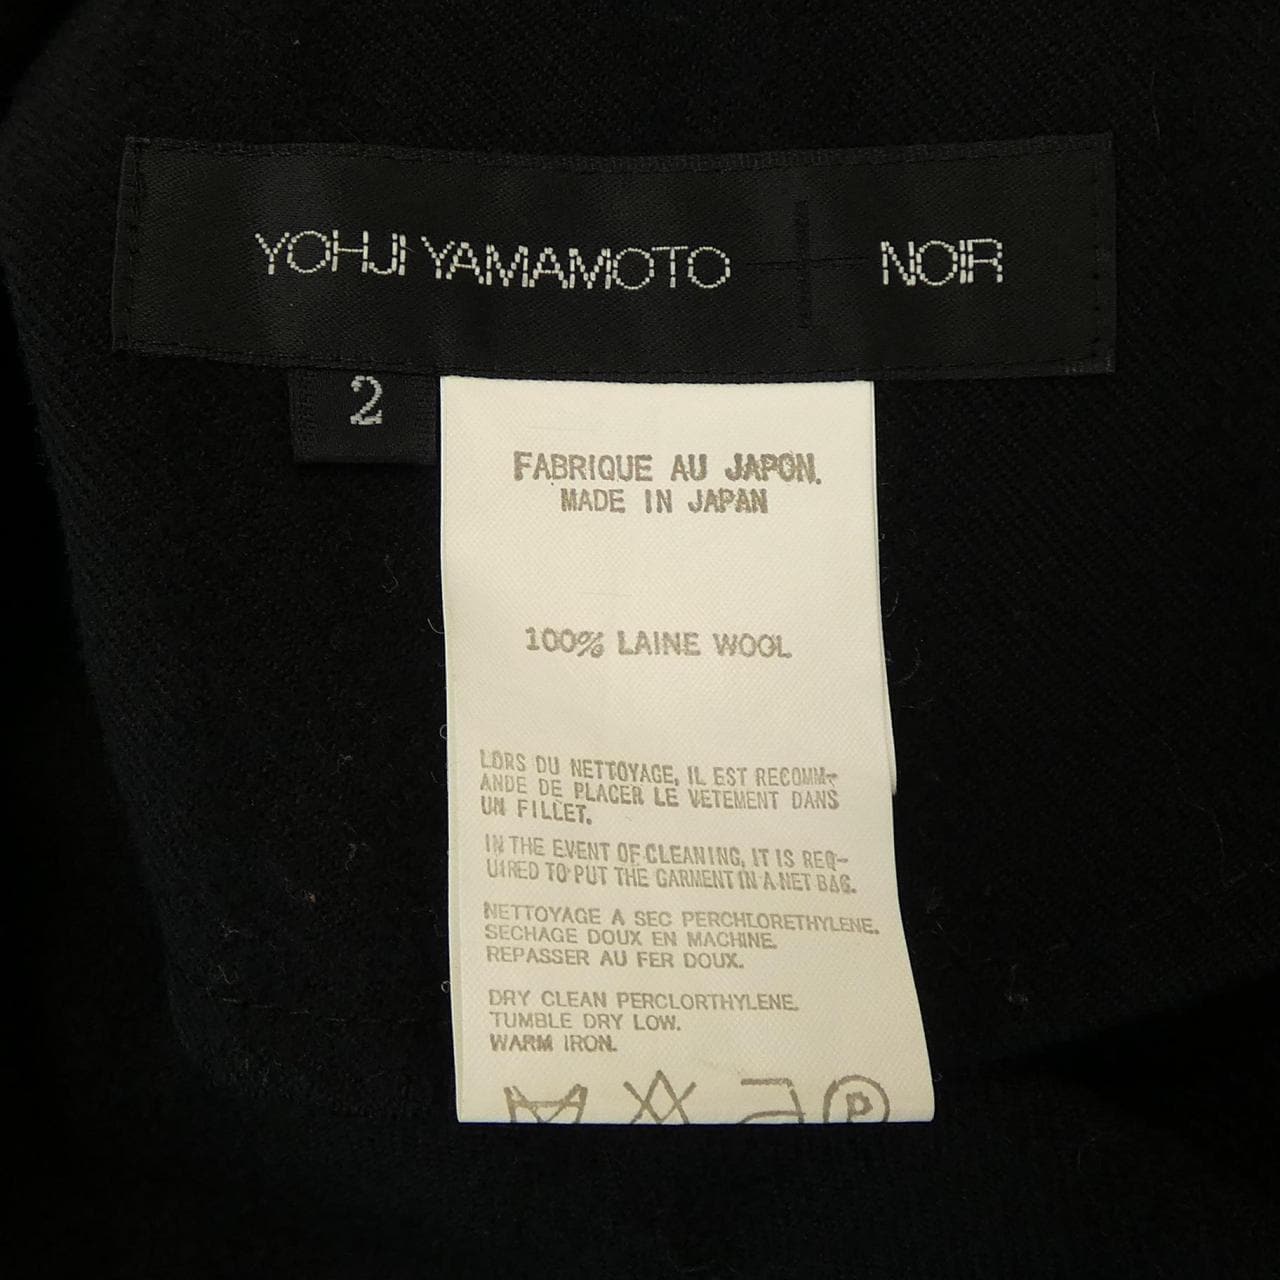 YOHJI YAMAMOTO NOIR
2
FABRIQUE AU JAPON.
MADE IN JAPAN
100% LAINE WOOL
LORS DU NETTOYAGE, IL EST RECOMM-
ANDE DE PLACER LE VETEMENT DANS
UN FILLET.
IN THE EVENT OF CLEANING, IT IS REQ-
UIRED TO PUT THE GARMENT IN A NET BAG.
NETTOYAGE A SEC PERCHLORETHYLENE.
SECHAGE DOUX EN MACHINE.
REPASSER AU FER DOUX.
DRY CLEAN PERCLORTHYLENE.
TUMBLE DRY LOW.
WARM IRON.
P